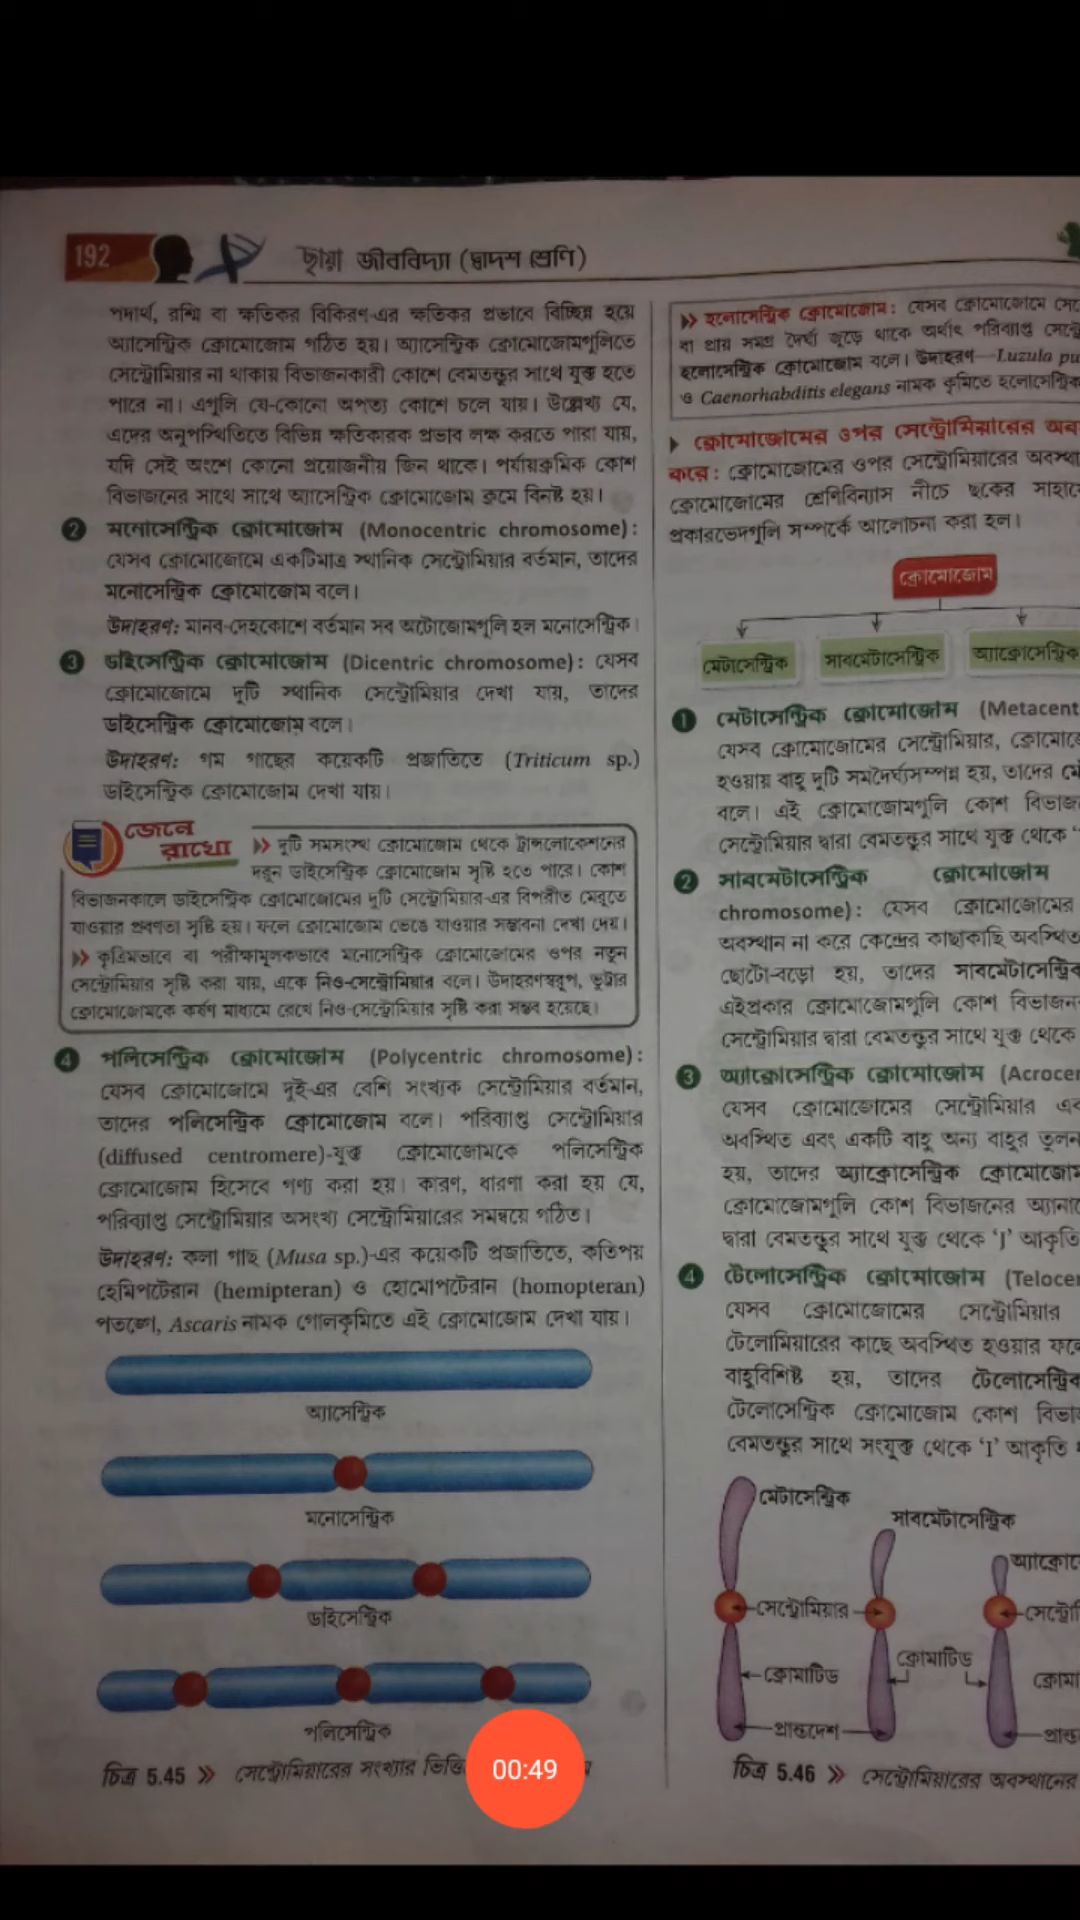 192
ছায়া জীববিদ্যা (দ্বাদশ শ্রেণি)
পদার্থ, রশ্মি বা ক্ষতিকর বিকিরণ-এর ক্ষতিকর প্রভাবে বিচ্ছিন্ন হয়ে
অ্যাসেন্ট্রিক ক্রোমোজোম গঠিত হয়। অ্যাসেন্ট্রিক ক্রোমোজোমগুলিতে
সেন্ট্রোমিয়ার না থাকায় বিভাজনকারী কোশে বেমতন্তুর সাথে যুক্ত হতে
পারে না। এগুলি যে-কোনো অপত্য কোশে চলে যায়। উল্লেখ্য যে,
এদের অনুপস্থিতিতে বিভিন্ন ক্ষতিকারক প্রভাব লক্ষ করতে পারা যায়,
যদি সেই অংশে কোনো প্রয়োজনীয় জিন থাকে। পর্যায়ক্রমিক কোশ
বিভাজনের সাথে সাথে অ্যাসেন্ট্রিক ক্রোমোজোম ক্রমে বিনষ্ট হয়।
2 মনোসেন্ট্রিক ক্রোমোজোম (Monocentric chromosome):
যেসব ক্রোমোজোমে একটিমাত্র স্থানিক সেন্ট্রোমিয়ার বর্তমান, তাদের
মনোসেন্ট্রিক ক্রোমোজোম বলে।
উদাহরণ: মানব-দেহকোশে বর্তমান সব অটোজোমগুলি হল মনোসেন্ট্রিক।
3 ডাইসেন্ট্রিক ক্রোমোজোম (Dicentric chromosome): যেসব
ক্রোমোজোমে দুটি স্থানিক সেন্ট্রোমিয়ার দেখা যায়, তাদের
ডাইসেন্ট্রিক ক্রোমোজোম বলে।
উদাহরণ: গম গাছের কয়েকটি প্রজাতিতে (Triticum sp.)
ডাইসেন্ট্রিক ক্রোমোজোম দেখা যায়।
জেনে
রাখো
» দুটি সমসংস্থ ক্রোমোজোম থেকে ট্রান্সলোকেশনের
দরুন ডাইসেন্ট্রিক ক্রোমোজোম সৃষ্টি হতে পারে। কোশ
বিভাজনকালে ডাইসেন্ট্রিক ক্রোমোজোমের দুটি সেন্ট্রোমিয়ার-এর বিপরীত মেরুতে
যাওয়ার প্রবণতা সৃষ্টি হয়। ফলে ক্রোমোজোম ভেঙে যাওয়ার সম্ভাবনা দেখা দেয়।
» কৃত্রিমভাবে বা পরীক্ষামূলকভাবে মনোসেন্ট্রিক ক্রোমোজোমের ওপর নতুন
সেন্ট্রোমিয়ার সৃষ্টি করা যায়, একে নিও-সেন্ট্রোমিয়ার বলে। উদাহরণস্বরূপ, ভুট্টার
ক্রোমোজোমকে কর্ষণ মাধ্যমে রেখে নিও-সেন্ট্রোমিয়ার সৃষ্টি করা সম্ভব হয়েছে।
4 পলিসেন্ট্রিক ক্রোমোজোম (Polycentric chromosome):
যেসব ক্রোমোজোমে দুই-এর বেশি সংখ্যক সেন্ট্রোমিয়ার বর্তমান,
তাদের পলিসেন্ট্রিক ক্রোমোজোম বলে। পরিব্যাপ্ত সেন্ট্রোমিয়ার
(diffused centromere)-যুক্ত ক্রোমোজোমকে পলিসেন্ট্রিক
ক্রোমোজোম হিসেবে গণ্য করা হয়। কারণ, ধারণা করা হয় যে,
পরিব্যাপ্ত সেন্ট্রোমিয়ার অসংখ্য সেন্ট্রোমিয়ারের সমন্বয়ে গঠিত।
উদাহরণ: কলা গাছ (Musa sp.)-এর কয়েকটি প্রজাতিতে, কতিপয়
হেমিপটেরান (hemipteran) ও হোমোপটেরান (homopteran)
পতঙ্গে, Ascaris নামক গোলকৃমিতে এই ক্রোমোজোম দেখা যায়।
অ্যাসেন্ট্রিক
মনোসেন্ট্রিক
ডাইসেন্ট্রিক
পলিসেন্ট্রিক
চিত্র 5.45 » সেন্ট্রোমিয়ারের সংখ্যার
00:49
» হলোসেন্ট্রিক ক্রোমোজোম: যেসব ক্রোমোজোমে
বা প্রায় সমগ্র দৈর্ঘ্য জুড়ে থাকে অর্থাৎ পরিব্যাপ্ত
হলোসেন্ট্রিক ক্রোমোজোম বলে। উদাহরণ—Luzula pu
ও Caenorhabditis elegans নামক কৃমিতে হলোসেন্ট্রিক
ক্রোমোজোমের ওপর সেন্ট্রোমিয়ারের
করে: ক্রোমোজোমের ওপর সেন্ট্রোমিয়ারের
ক্রোমোজোমের শ্রেণিবিন্যাস নীচে ছকের
প্রকারভেদগুলি সম্পর্কে আলোচনা করা হল।
ক্রোমোজোম
মেটাসেন্ট্রিক সাবমেটাসেন্ট্রিক অ্যাক্রোসেন্ট্রিক
1 মেটাসেন্ট্রিক ক্রোমোজোম (Metacent
যেসব ক্রোমোজোমের সেন্ট্রোমিয়ার,
হওয়ায় বাহু দুটি সমদৈর্ঘ্যসম্পন্ন হয়, তাদের
বলে। এই ক্রোমোজোমগুলি কোশ
সেন্ট্রোমিয়ার দ্বারা বেমতন্তুর সাথে যুক্ত থেকে
2 সাবমেটাসেন্ট্রিক ক্রোমোজোম
chromosome): যেসব ক্রোমোজোমের
অবস্থান না করে কেন্দ্রের কাছাকাছি অবস্থিত
ছোটো-বড়ো হয়, তাদের সাবমেটাসেন্ট্রিক
এইপ্রকার ক্রোমোজোমগুলি কোশ
সেন্ট্রোমিয়ার দ্বারা বেমতন্তুর সাথে যুক্ত থেকে
3 অ্যাক্রোসেন্ট্রিক ক্রোমোজোম (Acrocen
যেসব ক্রোমোজোমের সেন্ট্রোমিয়ার
অবস্থিত এবং একটি বাহু অন্য বাহুর
হয়, তাদের অ্যাক্রোসেন্ট্রিক
ক্রোমোজোমগুলি কোশ বিভাজনের
দ্বারা বেমতন্তুর সাথে যুক্ত থেকে ‘J’ আকৃতি
4 টেলোসেন্ট্রিক ক্রোমোজোম (Telocen
যেসব ক্রোমোজোমের সেন্ট্রোমিয়ার
টেলোমিয়ারের কাছে অবস্থিত হওয়ার
বাহুবিশিষ্ট হয়, তাদের টেলোসেন্ট্রিক
টেলোসেন্ট্রিক ক্রোমোজোম কোশ
বেমতন্তুর সাথে সংযুক্ত থেকে ‘I’ আকৃতি
মেটাসেন্ট্রিক
সাবমেটাসেন্ট্রিক
সেন্ট্রোমিয়ার
ক্রোমাটিড
ক্রোমাটিড
প্রান্তদেশ
চিত্র 5.46 » সেন্ট্রোমিয়ারের অবস্থানের